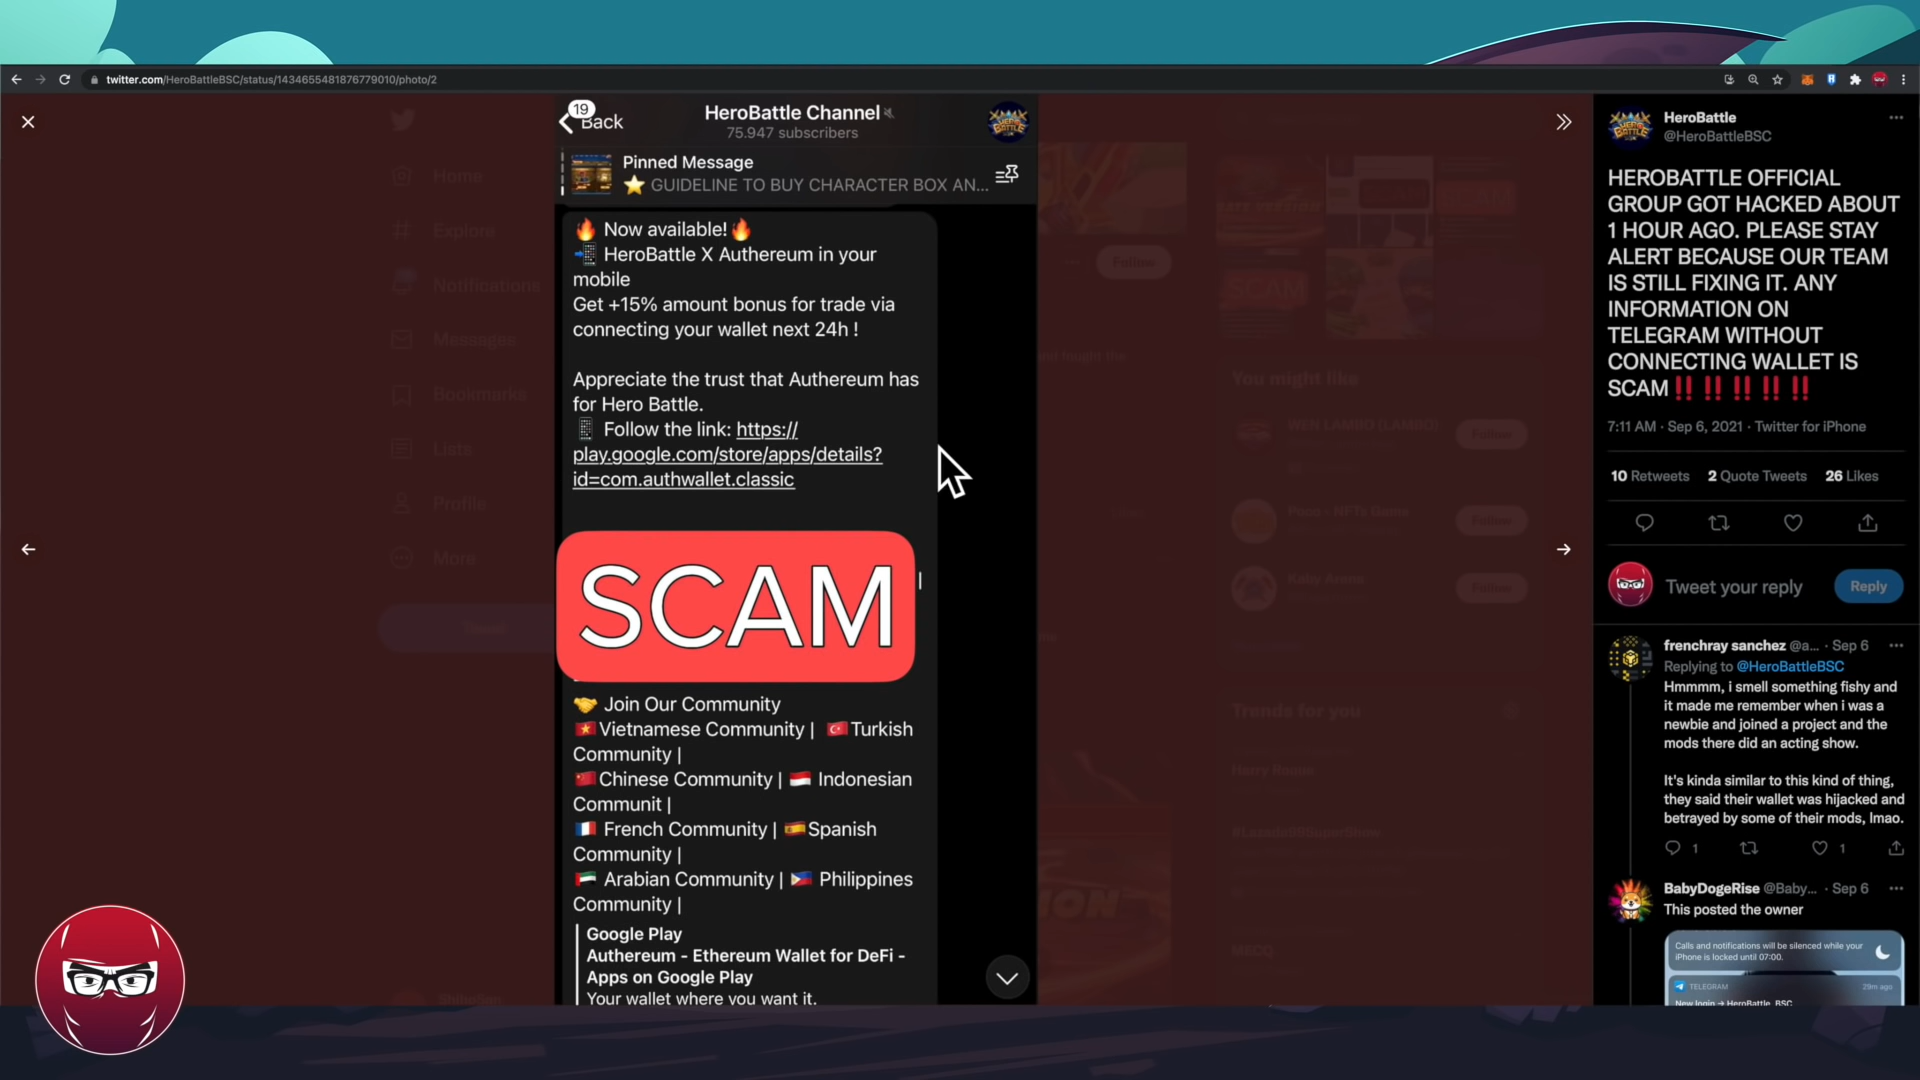 twitter.com/HeroBattleBSC/status/1434655481876779010/photo/2
Home
Explore
Notifications
Messages
Bookmarks
Lists
Profile
More
Tweet
19
Back
HeroBattle Channel
75.947 subscribers
Pinned Message
⭐ GUIDELINE TO BUY CHARACTER BOX AN...
🔥 Now available!🔥
📲 HeroBattle X Authereum in your
mobile
Get +15% amount bonus for trade via
connecting your wallet next 24h !
Appreciate the trust that Authereum has
for Hero Battle.
📱 Follow the link: https://
play.google.com/store/apps/details?
id=com.authwallet.classic
SCAM
🤝 Join Our Community
🇻🇳Vietnamese Community | 🇹🇷Turkish
Community |
🇨🇳Chinese Community | 🇮🇩 Indonesian
Communit |
🇫🇷 French Community | 🇪🇸Spanish
Community |
🇦🇪 Arabian Community | 🇵🇭 Philippines
Community |
Google Play
Authereum - Ethereum Wallet for DeFi -
Apps on Google Play
Your wallet where you want it.
Follow
SCAM
You might like
WEN LAMBO (LAMBO)
Follow
Follow
Follow
Trends for you
MECQ
HeroBattle
@HeroBattleBSC
HEROBATTLE OFFICIAL
GROUP GOT HACKED ABOUT
1 HOUR AGO. PLEASE STAY
ALERT BECAUSE OUR TEAM
IS STILL FIXING IT. ANY
INFORMATION ON
TELEGRAM WITHOUT
CONNECTING WALLET IS
SCAM‼️ ‼️ ‼️ ‼️ ‼️
7:11 AM · Sep 6, 2021 · Twitter for iPhone
10 Retweets 2 Quote Tweets 26 Likes
Tweet your reply
Reply
frenchray sanchez @a... · Sep 6
Replying to @HeroBattleBSC
Hmmmm, i smell something fishy and
it made me remember when i was a
newbie and joined a project and the
mods there did an acting show.
It's kinda similar to this kind of thing,
they said their wallet was hijacked and
betrayed by some of their mods, lmao.
1 1
BabyDogeRise @Baby... · Sep 6
This posted the owner
Calls and notifications will be silenced while your
iPhone is locked until 07:00.
TELEGRAM 29m ago
New login → HeroBattle_BSC